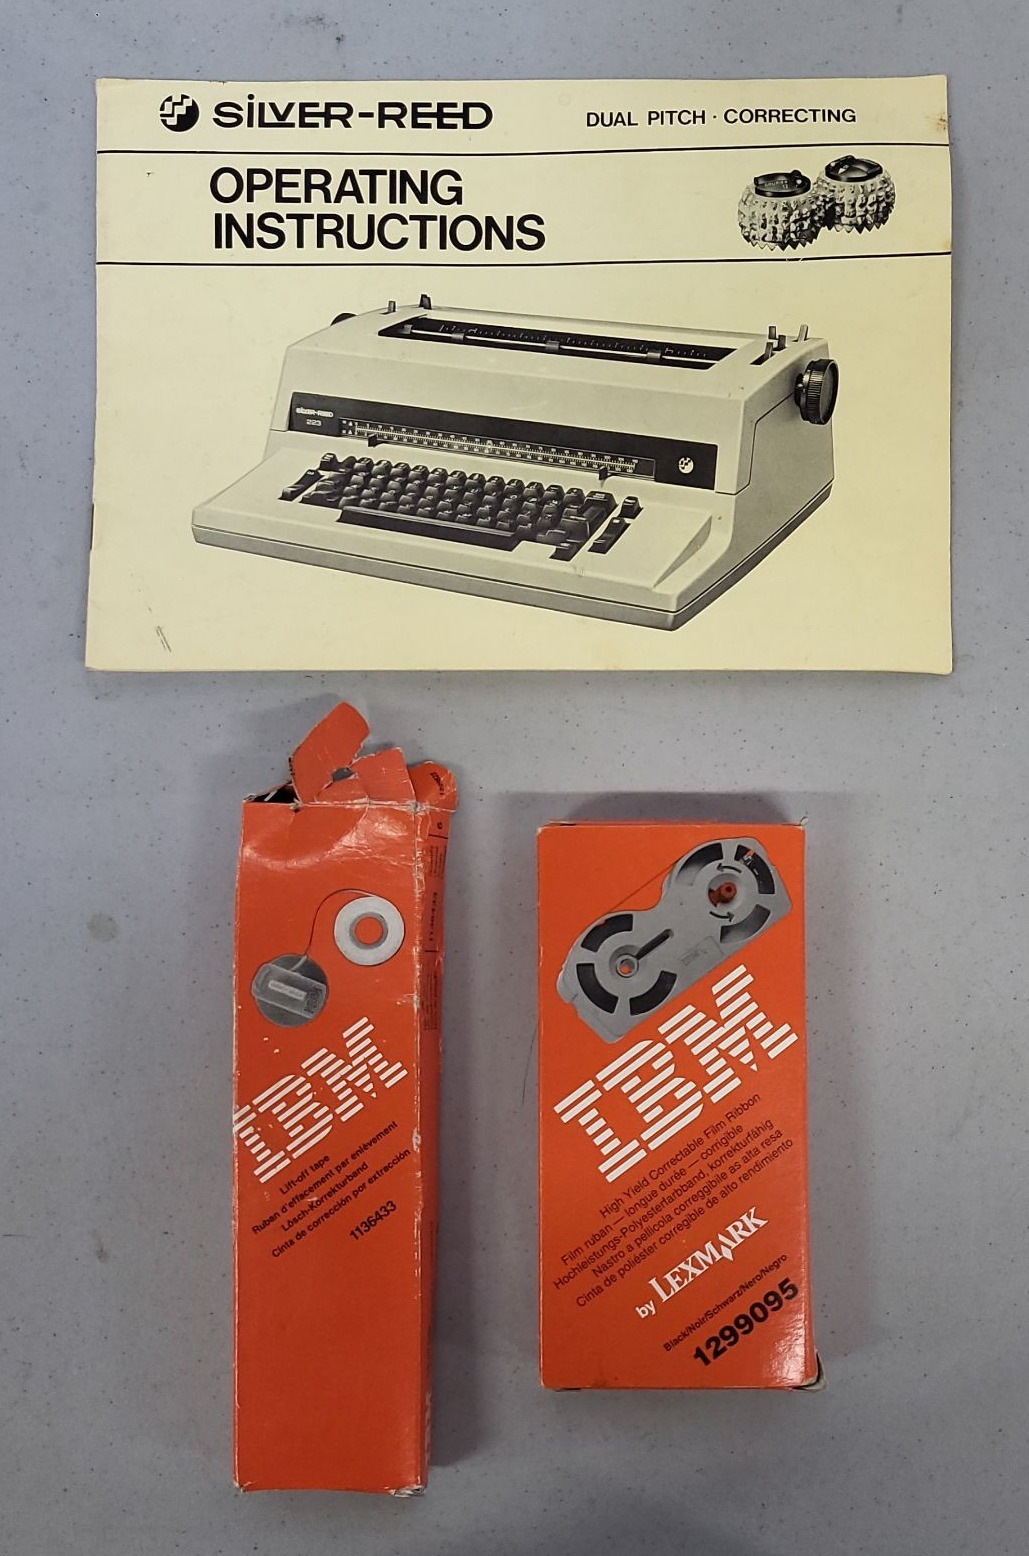 SILVER-REED
DUAL PITCH · CORRECTING
OPERATING
INSTRUCTIONS
SILVER-REED
223
IBM
Lift-off tape
Ruban d'effacement par enlèvement
Lösch-Korrekturband
Cinta de corrección por extracción
1136433
1136433
6
IBM
High Yield Correctable Film Ribbon
Film ruban — longue durée — corrigible
Hochleistungs-Polyesterfarbband, korrekturfähig
Nastro a pellicola correggibile as alta resa
Cinta de poliéster corregible de alto rendimiento
by LEXMARK
Black/Noir/Schwarz/Nero/Negro
1299095